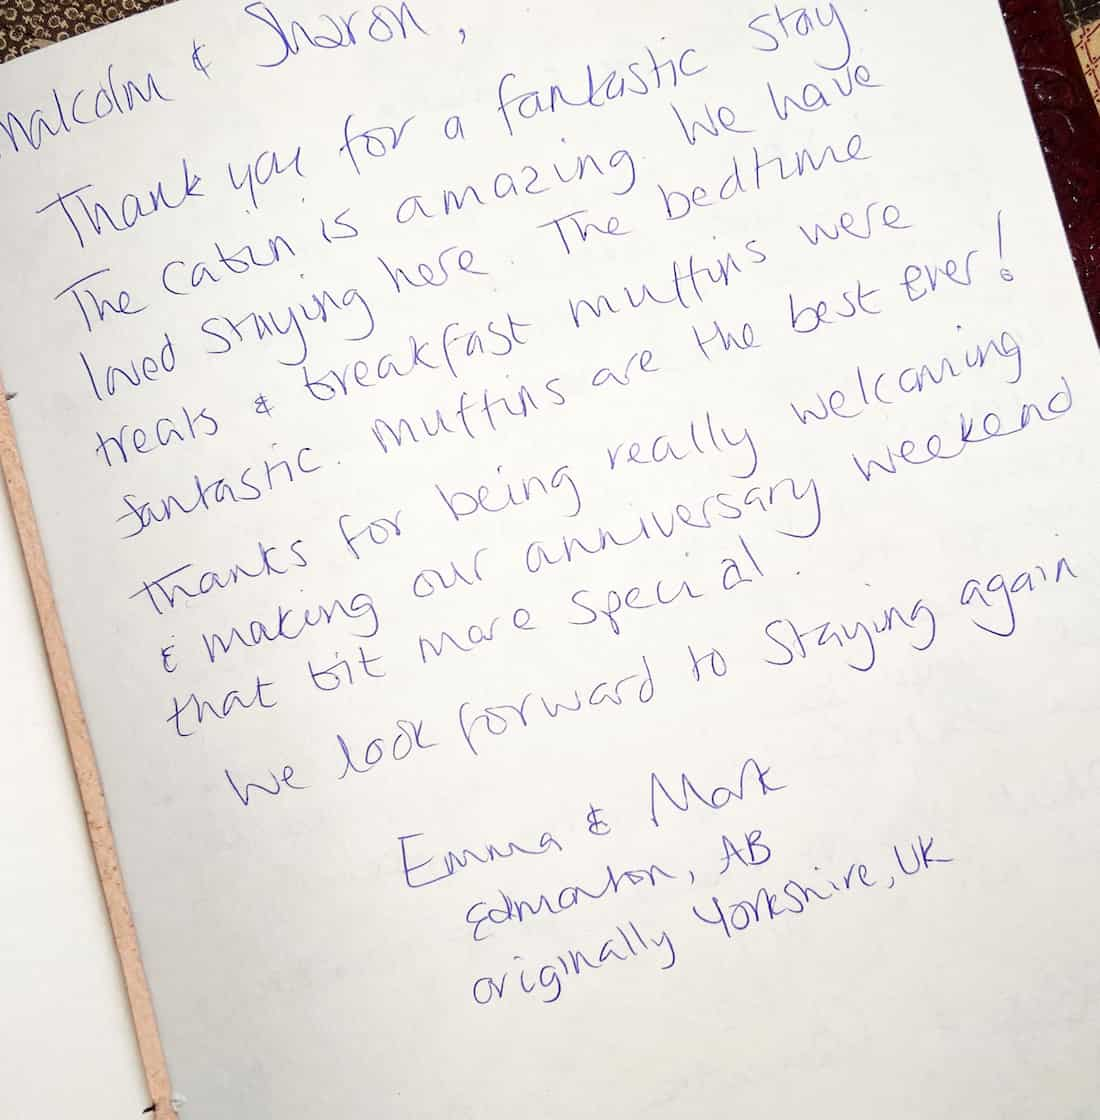 Malcolm & Sharon,
Thank you for a fantastic stay.
The cabin is amazing. We have
loved staying here. The bedtime
treats & breakfast muffins were
fantastic. Muffins are the best ever!
Thanks for being really welcoming
& making our anniversary weekend
that bit more special.
We look forward to staying again
Emma & Mark
Edmonton, AB
originally Yorkshire, UK